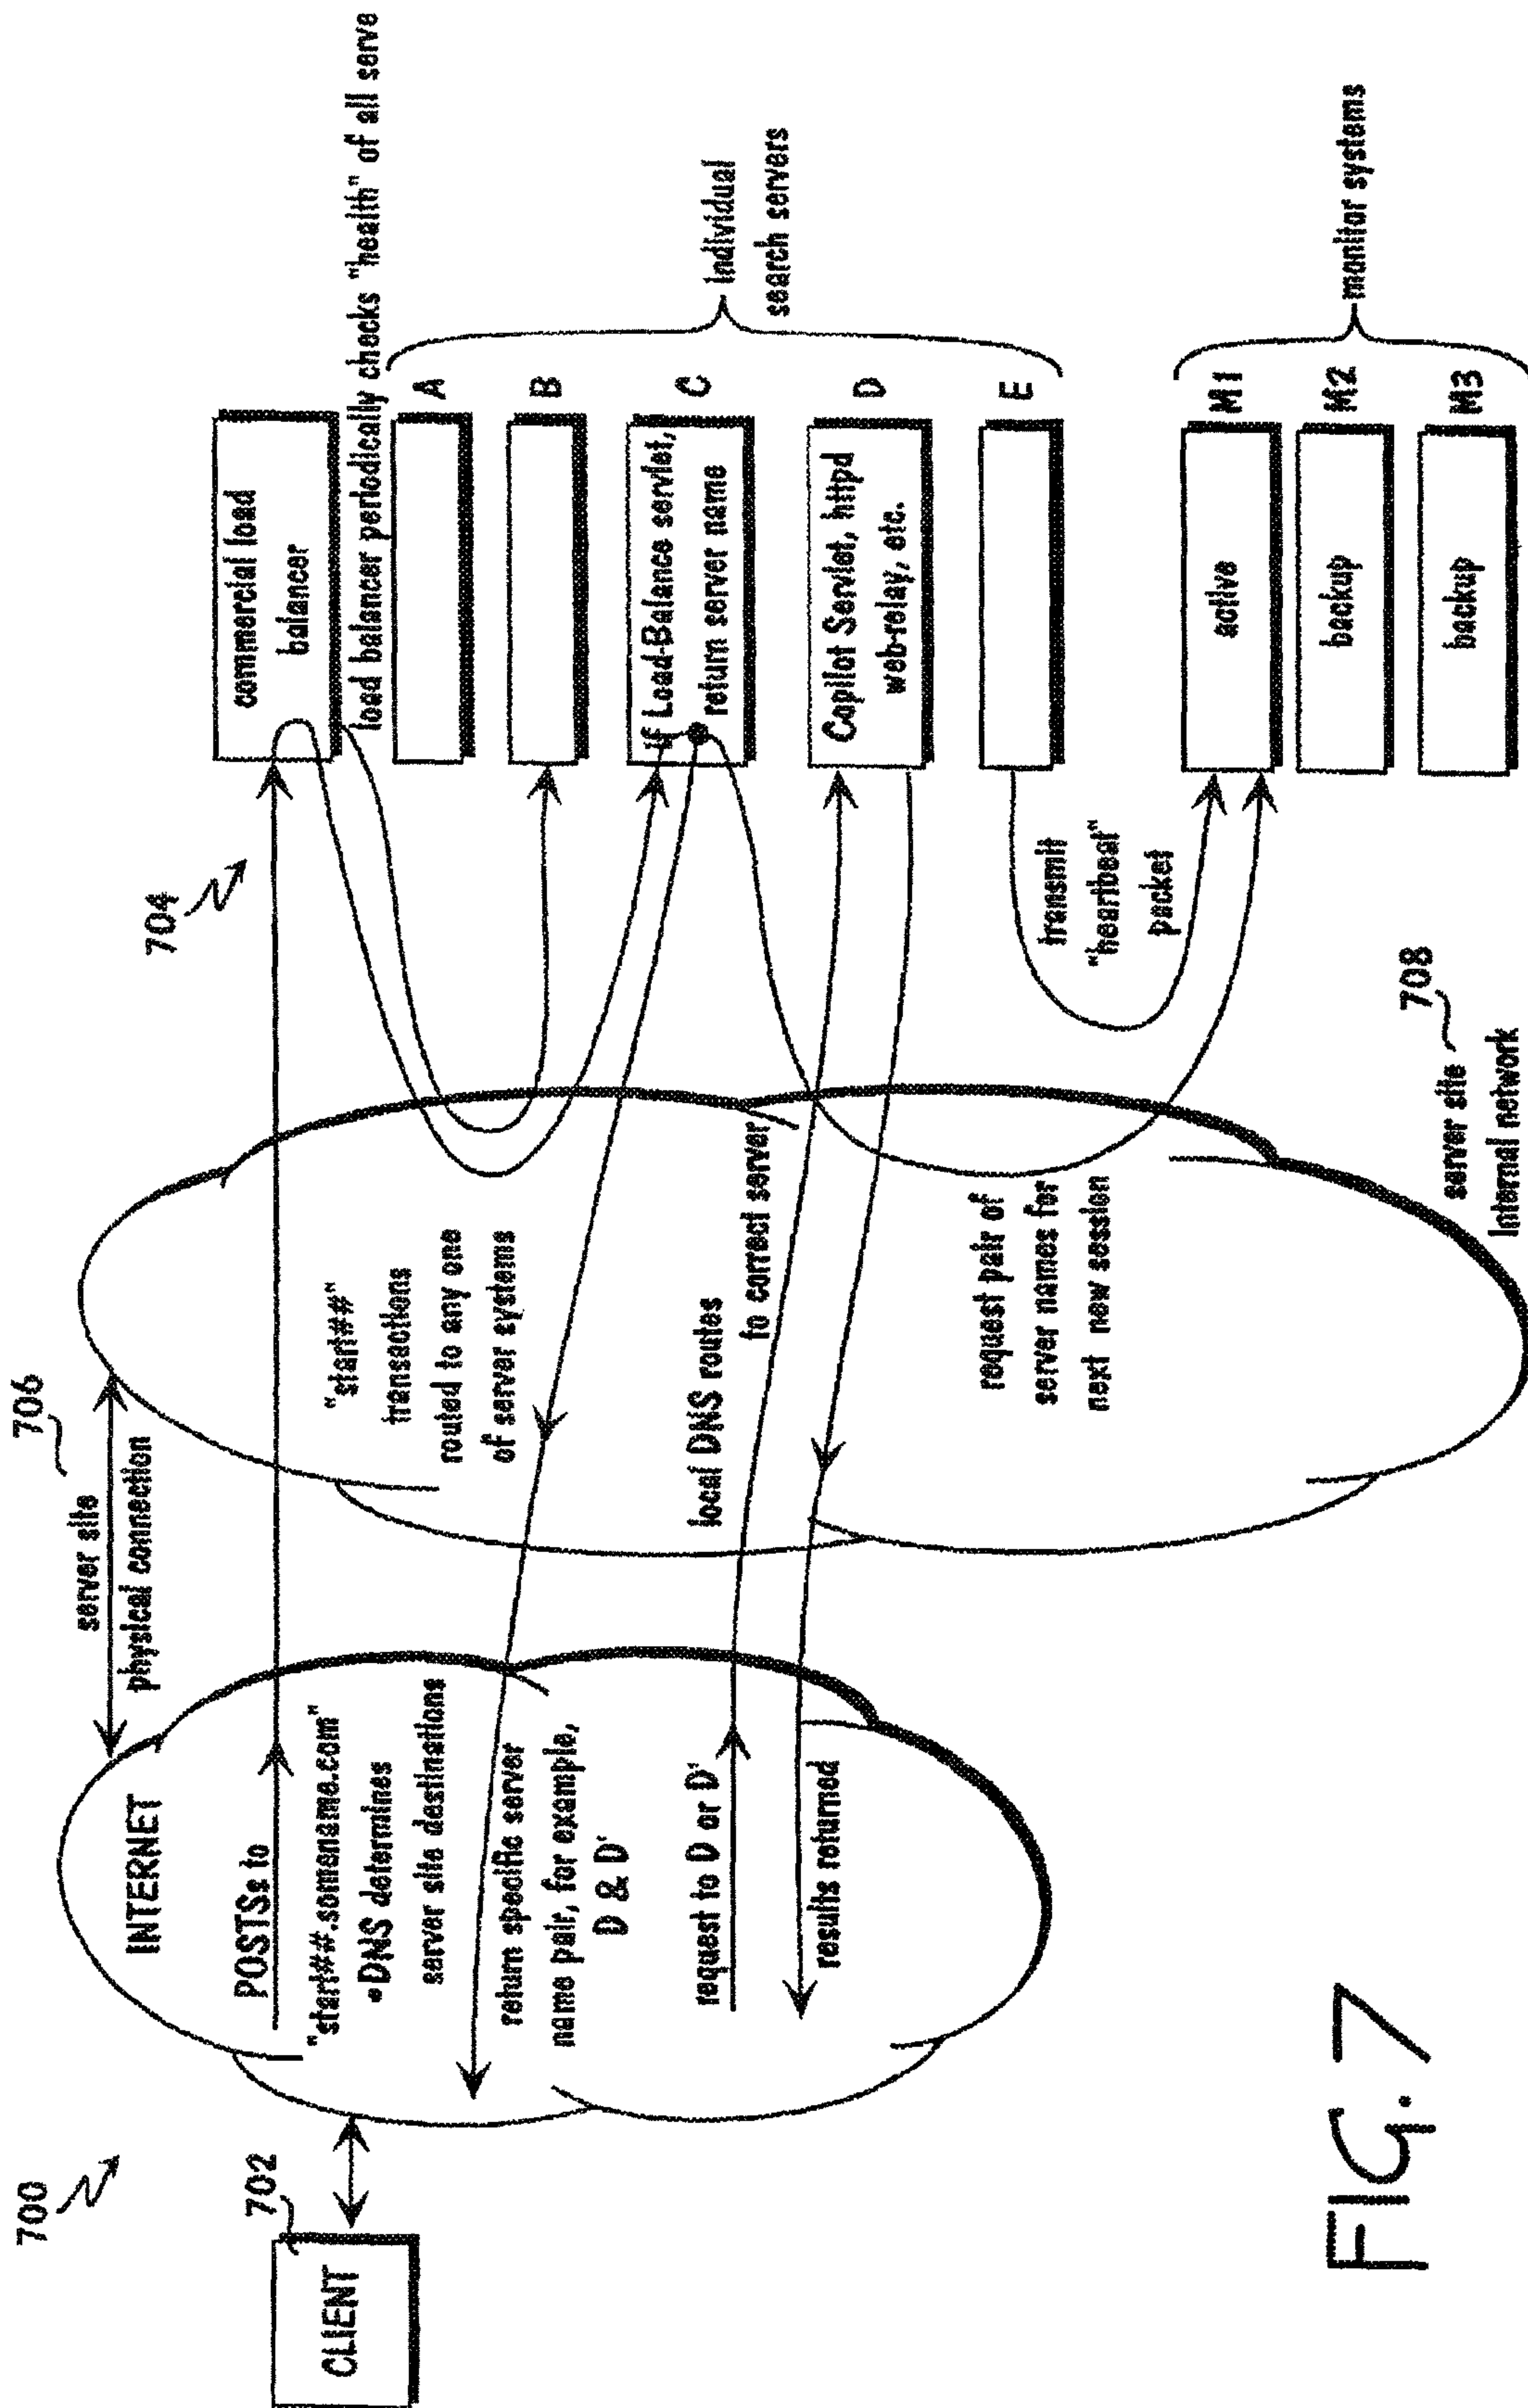 700
CLIENT
702
INTERNET
POSTs to
"start##.somename.com"
•DNS determines
server site destinations
return specific server
name pair, for example,
D & D'
request to D or D'
results returned
706
server site
physical connection
"start##"
transactions
routed to any one
of server systems
local DNS routes
to correct server
request pair of
server names for
next new session
708
server site
internal network
704
commercial load
balancer
load balancer periodically checks "health" of all serve
A
B
if Load-Balance servlet,
return server name
C
Copilot Servlet, httpd
web-relay, etc.
D
E
Individual
search servers
transmit
"heartbeat"
packet
active
M1
backup
M2
backup
M3
monitor systems
FIG. 7